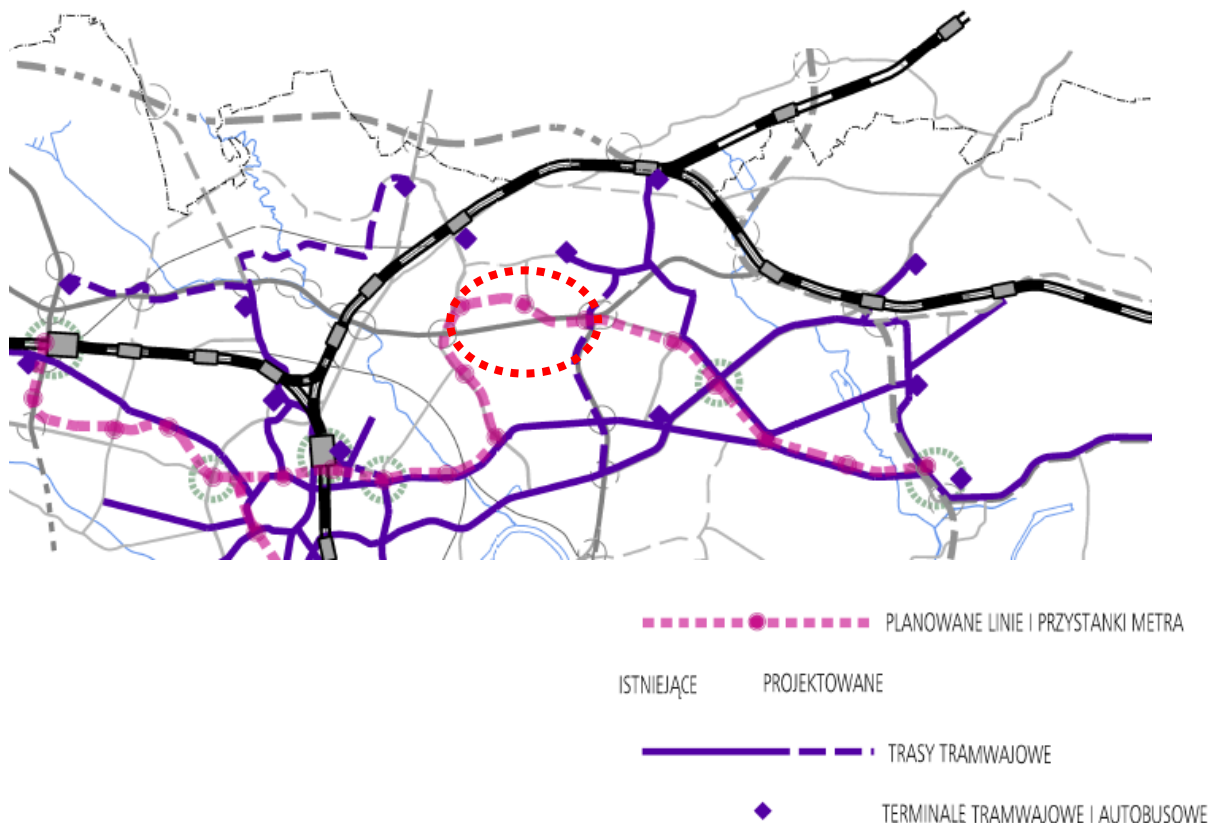 PLANOWANE LINIE I PRZYSTANKI METRA
ISTNIEJĄCE PROJEKTOWANE
TRASY TRAMWAJOWE
TERMINALE TRAMWAJOWE I AUTOBUSOWE